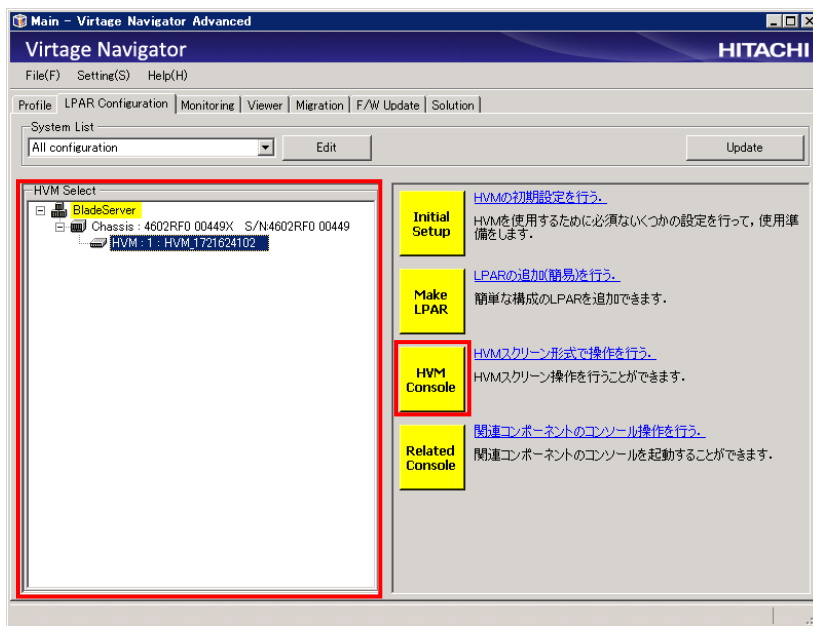 Main - Virtage Navigator Advanced
Virtage Navigator
HITACHI
File(F) Setting(S) Help(H)
Profile LPAR Configuration Monitoring Viewer Migration F/W Update Solution
System List
All configuration Edit Update
HVM Select
BladeServer
Chassis : 4602RF0 00449X S/N:4602RF0 00449
HVM : 1 : HVM_1721624102
Initial
Setup
HVMの初期設定を行う.
HVMを使用するために必須ないくつかの設定を行って, 使用準
備をします.
Make
LPAR
LPARの追加(簡易)を行う.
簡単な構成のLPARを追加できます.
HVM
Console
HVMスクリーン形式で操作を行う.
HVMスクリーン操作を行うことができます.
Related
Console
関連コンポーネントのコンソール操作を行う.
関連コンポーネントのコンソールを起動することができます.